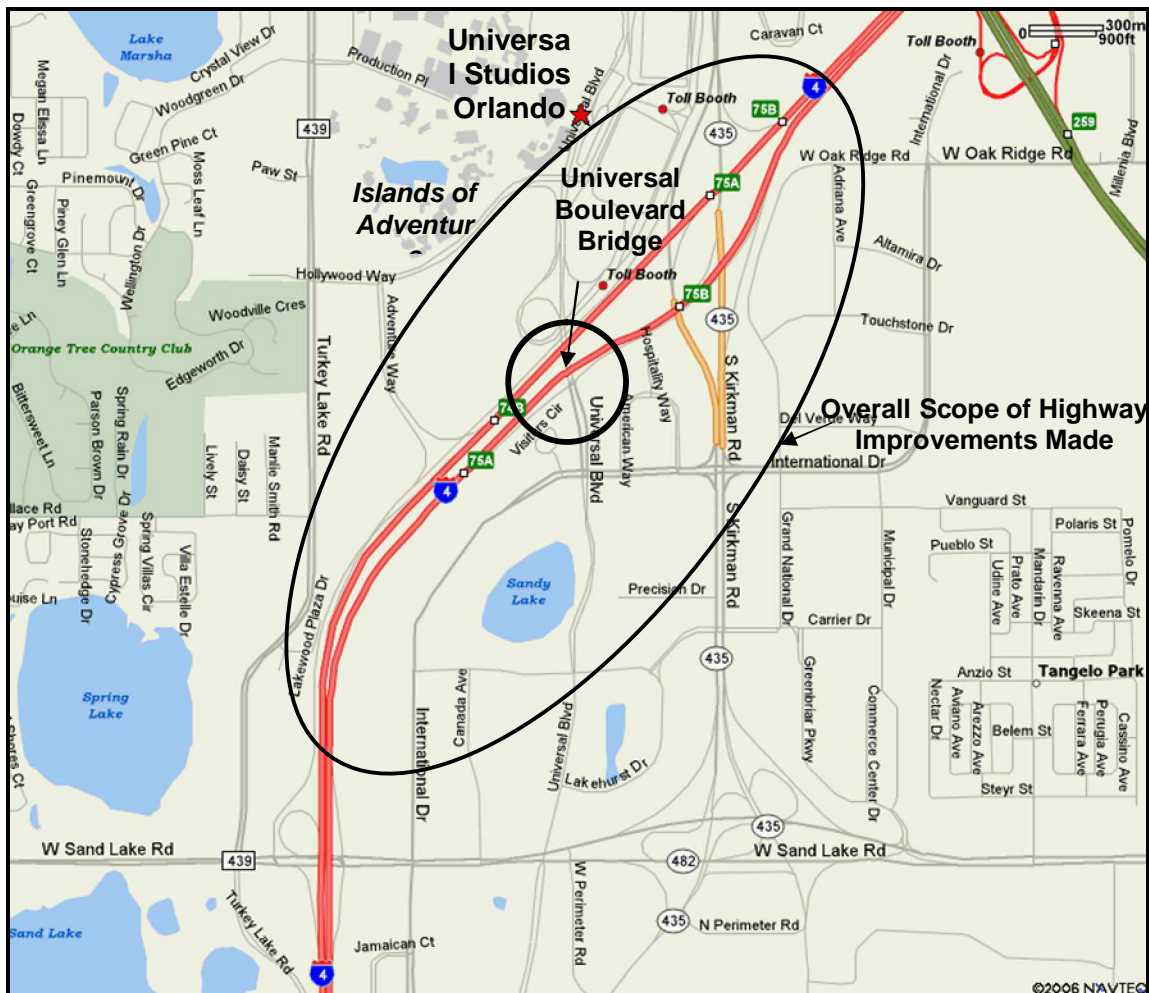 Lake
Marsha
Crystal View Dr
Woodgreen Dr
Production Pl
Universa
l Studios
Orlando
Universal Blvd
Caravan Ct
Toll Booth
0
300m
900ft
Megan Elissa Ln
Dowdy Ct
Greengrove Ct
Piney Glen Ln
Pinemount Dr
Green Pine Ct
Moss Leaf Ln
Wellington Dr
439
Paw St
Toll Booth
75B
4
435
International Dr
259
Millenia Blvd
W Oak Ridge Rd
W Oak Ridge Rd
Islands of
Adventur
Universal
Boulevard
Bridge
75A
Adriana Ave
Altamira Dr
Hollywood Way
Toll Booth
75B
435
Touchstone Dr
Woodville Cres
Adventure Way
Turkey Lake Rd
Orange Tree Country Club
Edgeworth Dr
Hospitality Way
S Kirkman Rd
Bittersweet Ln
Parson Brown Dr
Spring Rain Dr
Lively St
Daisy St
Manlie Smith Rd
74B
75A
4
Visitors Cir
Universal Blvd
American Way
Del Verde Way
Overall Scope of Highway
Improvements Made
International Dr
llace Rd
ay Port Rd
Stonehedge Dr
Cypress Grove Dr
Spring Villas Cir
Villa Estelle Dr
uise Ln
Lakewood Plaza Dr
Sandy
Lake
Precision Dr
S Kirkman Rd
Grand National Dr
Municipal Dr
Vanguard St
Polaris St
Pomelo Dr
Pueblo St
Udine Ave
Prato Ave
Mandarin Dr
Ravenna Ave
Skeena St
Carrier Dr
435
Anzio St
Tangelo Park
Spring
Lake
Shores Ct
International Dr
Canada Ave
Universal Blvd
Lakehurst Dr
Greenbriar Pkwy
Commerce Center Dr
Nectar Dr
Aviano Ave
Arezzo Ave
Belem St
Ferrara Ave
Perugia Ave
Cassino Ave
Steyr St
W Sand Lake Rd
439
435
482
W Sand Lake Rd
Turkey Lake Rd
Sand Lake
Jamaican Ct
W Perimeter Rd
435
N Perimeter Rd
4
©2006 NAVTEQ